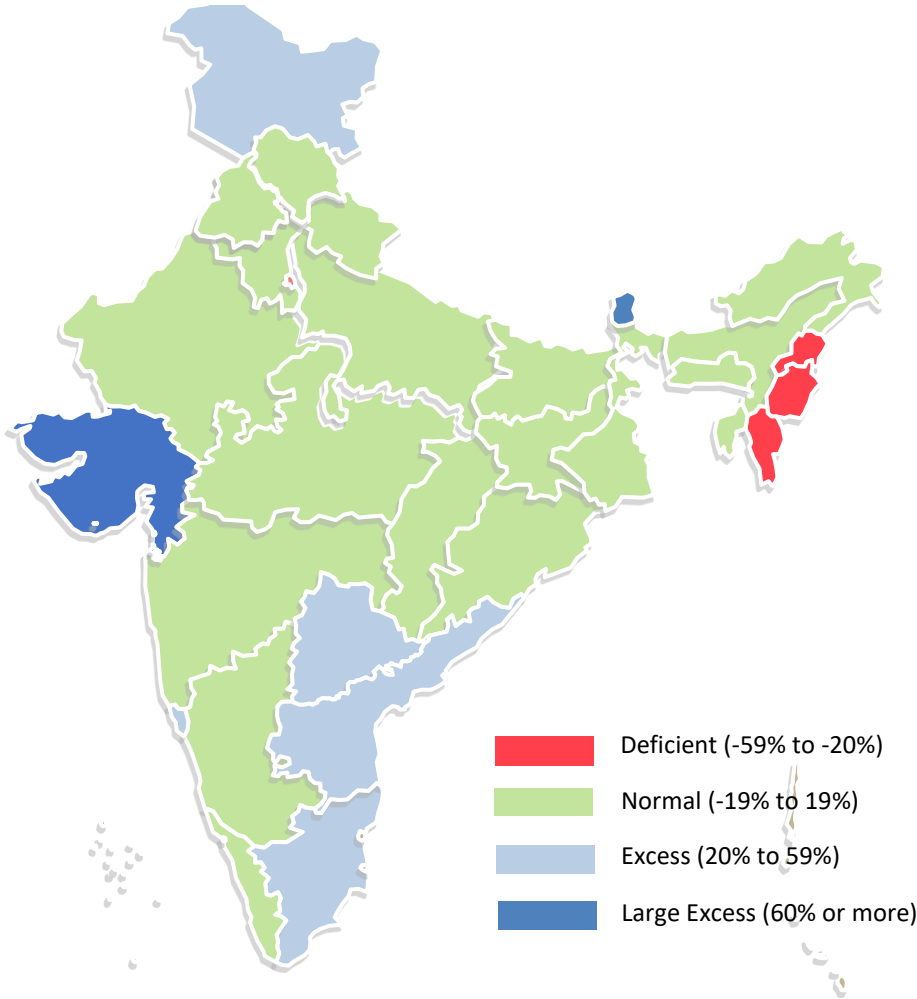 Deficient (-59% to -20%)
Normal (-19% to 19%)
Excess (20% to 59%)
Large Excess (60% or more)